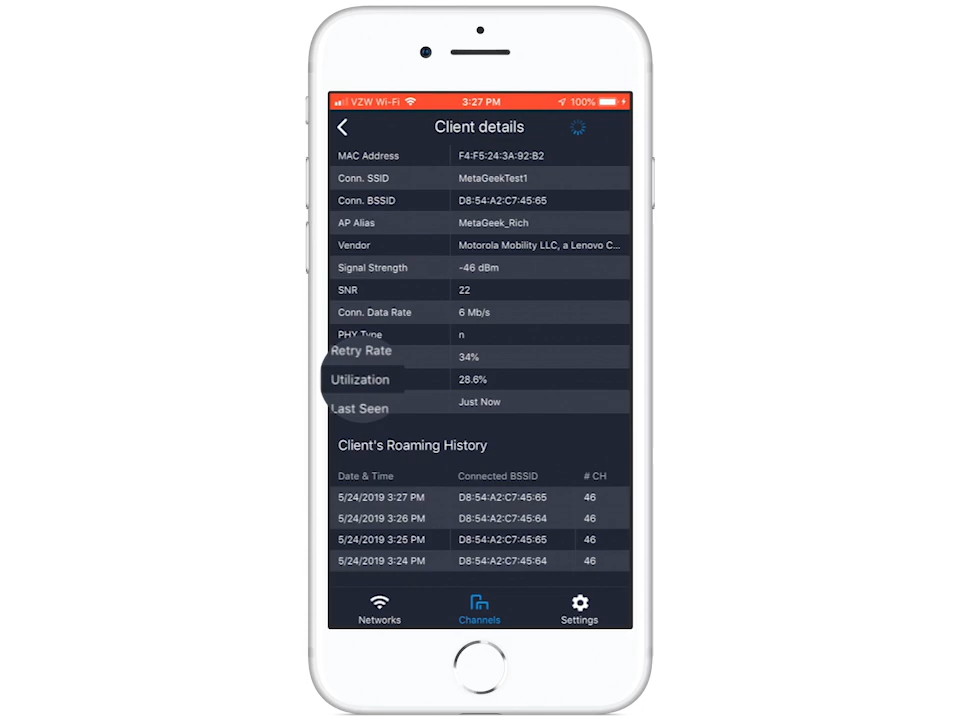 VZW Wi-Fi 3:27 PM 100%
Client details
MAC Address F4:F5:24:3A:92:B2
Conn. SSID MetaGeekTest1
Conn. BSSID D8:54:A2:C7:45:65
AP Alias MetaGeek_Rich
Vendor Motorola Mobility LLC, a Lenovo C...
Signal Strength -46 dBm
SNR 22
Conn. Data Rate 6 Mb/s
PHY Type n
Retry Rate 34%
Utilization 28.6%
Last Seen Just Now
Client's Roaming History
Date & Time Connected BSSID # CH
5/24/2019 3:27 PM D8:54:A2:C7:45:65 46
5/24/2019 3:26 PM D8:54:A2:C7:45:64 46
5/24/2019 3:25 PM D8:54:A2:C7:45:65 46
5/24/2019 3:24 PM D8:54:A2:C7:45:64 46
Networks Channels Settings